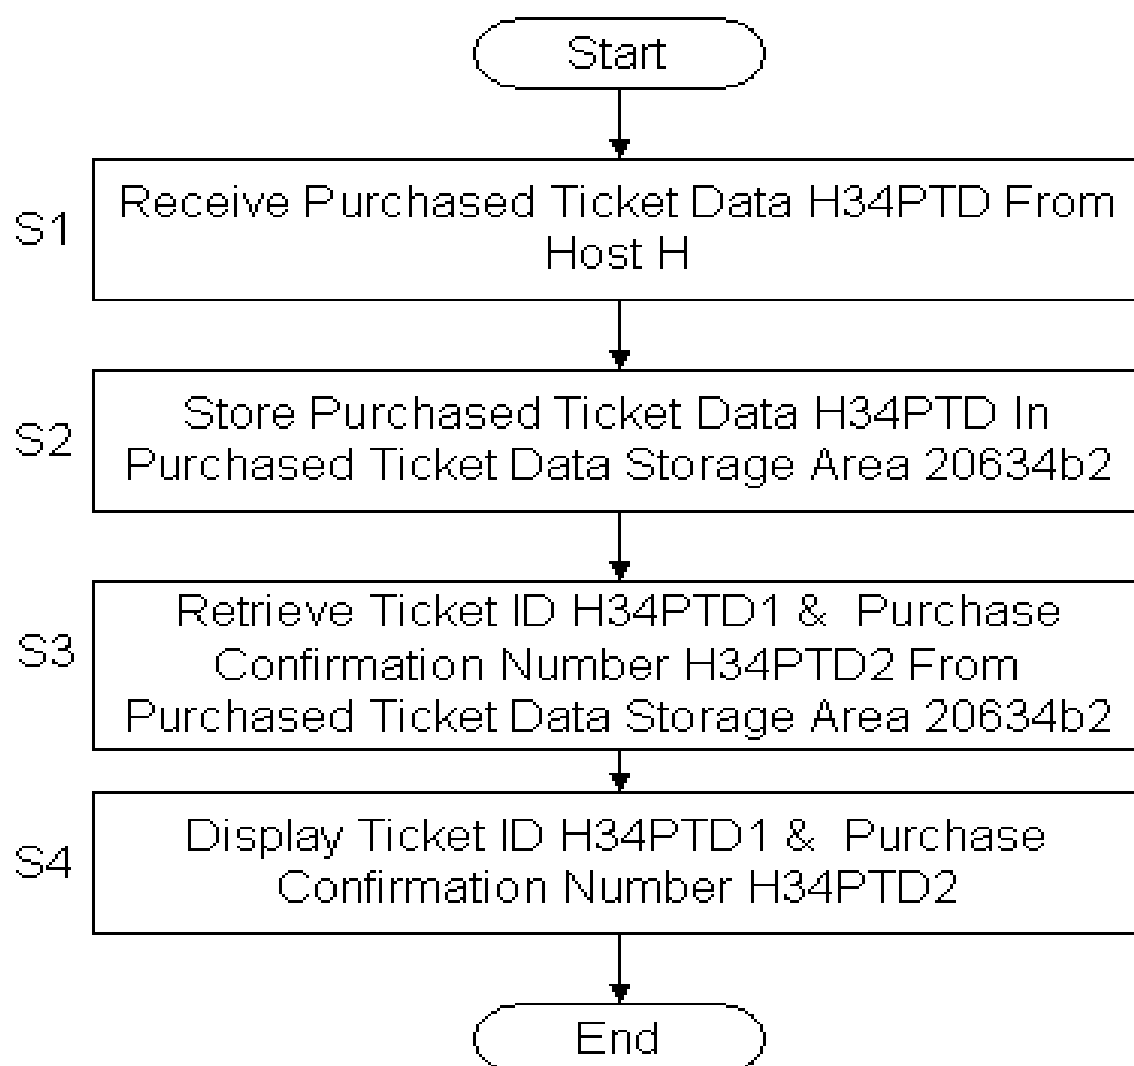 Start
S1
Receive Purchased Ticket Data H34PTD From
Host H
S2
Store Purchased Ticket Data H34PTD In
Purchased Ticket Data Storage Area 20634b2
S3
Retrieve Ticket ID H34PTD1 &  Purchase
Confirmation Number H34PTD2 From
Purchased Ticket Data Storage Area 20634b2
S4
Display Ticket ID H34PTD1 &  Purchase
Confirmation Number H34PTD2
End